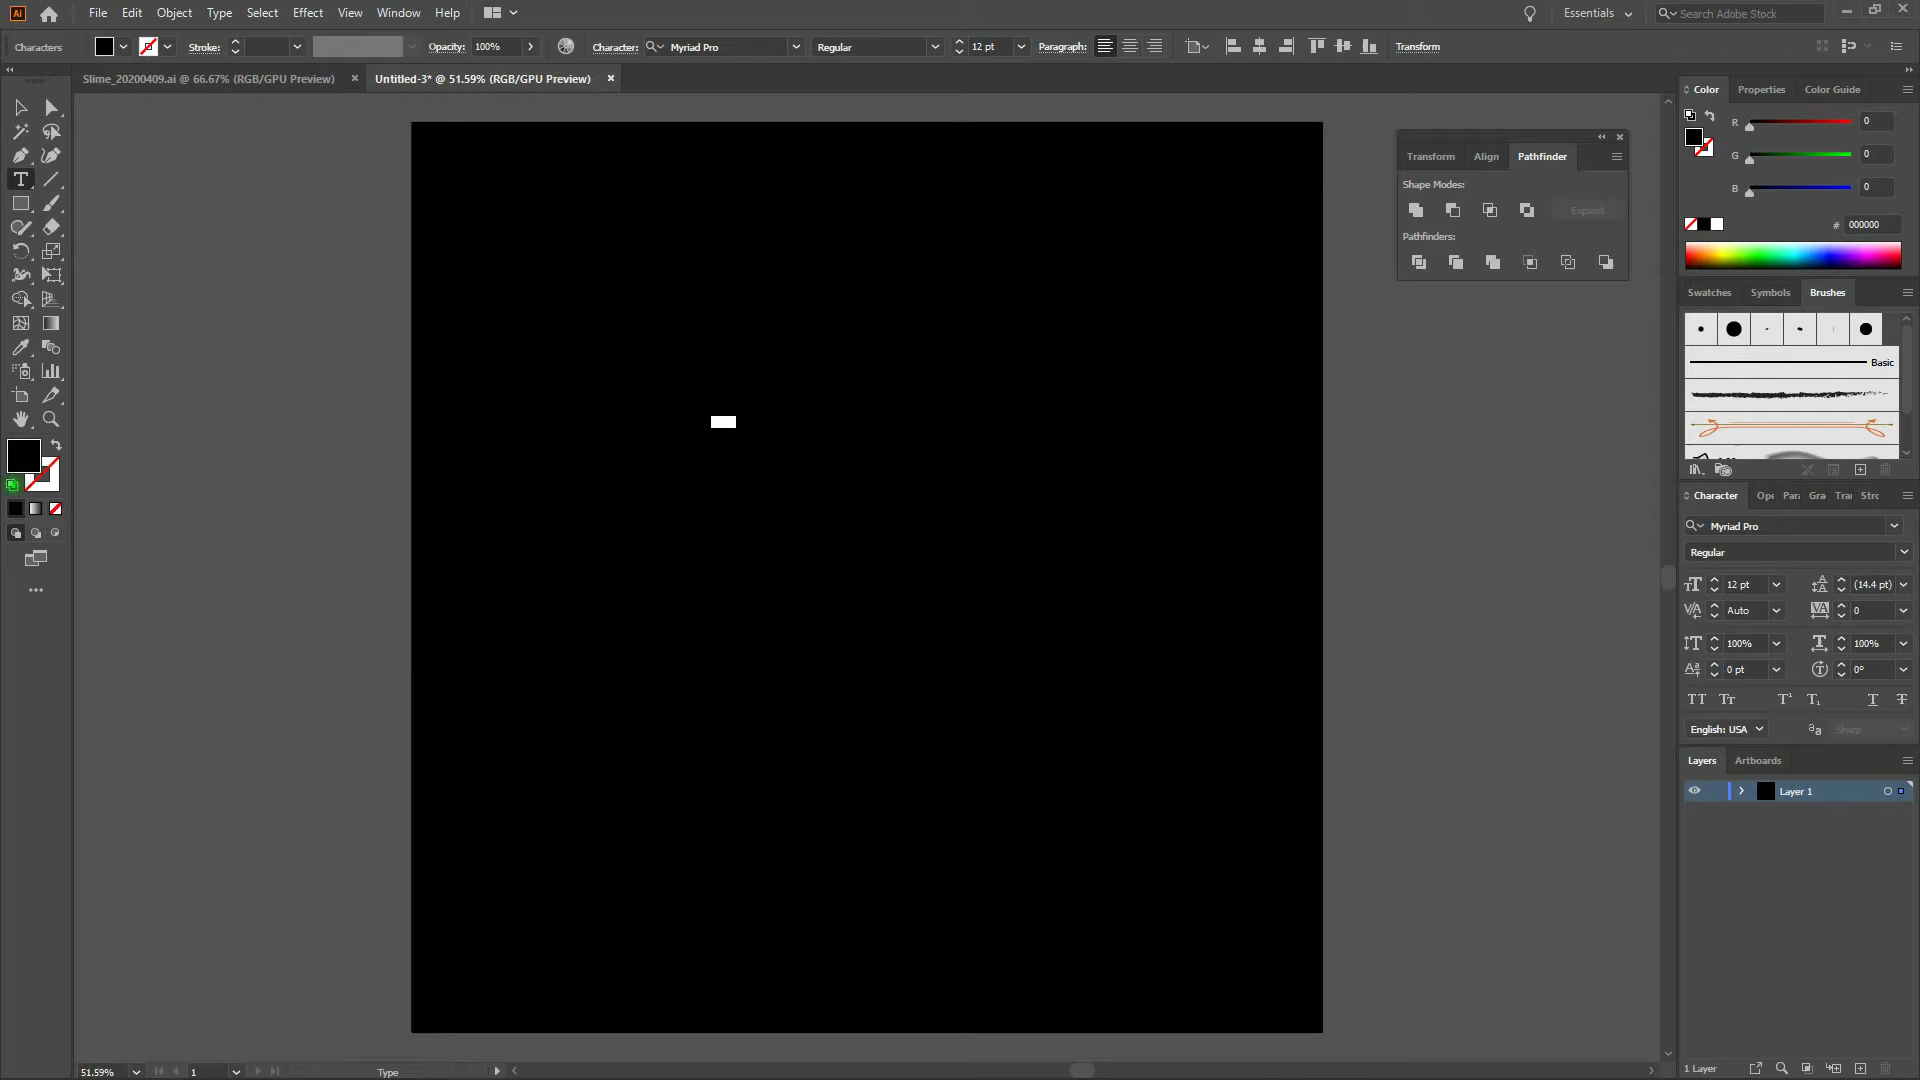 Ai File Edit Object Type Select Effect View Window Help Essentials Search Adobe Stock
Characters Stroke: Opacity: 100% Character: Myriad Pro Regular 12 pt Paragraph: Transform
Slime_20200409.ai @ 66.67% (RGB/GPU Preview) Untitled-3* @ 51.59% (RGB/GPU Preview)
Color Properties Color Guide
R 0
G 0
B 0
# 000000
Transform Align Pathfinder
Shape Modes:
Expand
Pathfinders:
Swatches Symbols Brushes
Basic
Character Ope Para Gra Tra Stro
Myriad Pro
Regular
12 pt (14.4 pt)
Auto 0
100% 100%
0 pt 0°
English: USA Sharp
Layers Artboards
Layer 1
51.59% 1 Type 1 Layer